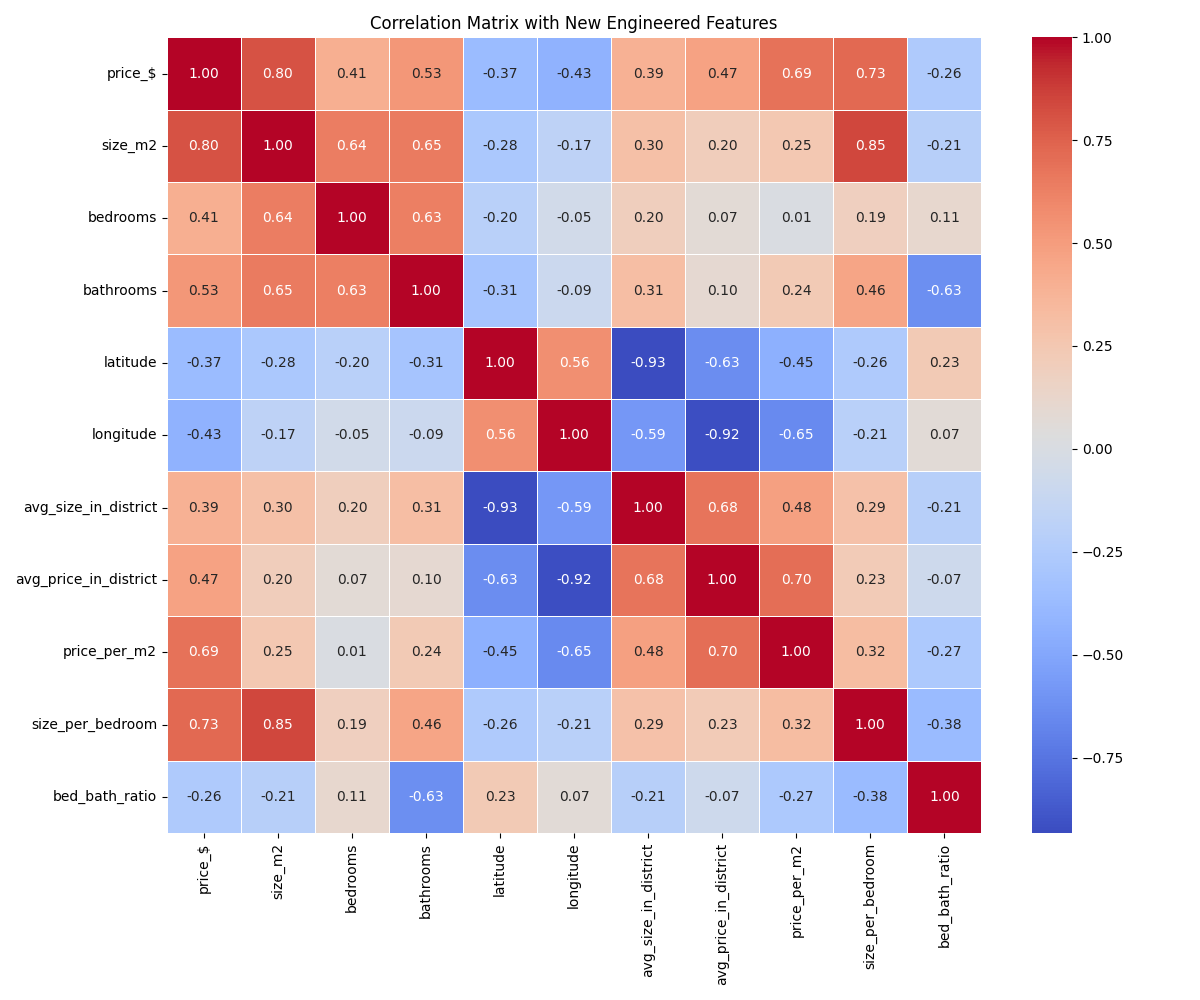 Correlation Matrix with New Engineered Features
price_$ 1.00 0.80 0.41 0.53 -0.37 -0.43 0.39 0.47 0.69 0.73 -0.26
size_m2 0.80 1.00 0.64 0.65 -0.28 -0.17 0.30 0.20 0.25 0.85 -0.21
bedrooms 0.41 0.64 1.00 0.63 -0.20 -0.05 0.20 0.07 0.01 0.19 0.11
bathrooms 0.53 0.65 0.63 1.00 -0.31 -0.09 0.31 0.10 0.24 0.46 -0.63
latitude -0.37 -0.28 -0.20 -0.31 1.00 0.56 -0.93 -0.63 -0.45 -0.26 0.23
longitude -0.43 -0.17 -0.05 -0.09 0.56 1.00 -0.59 -0.92 -0.65 -0.21 0.07
avg_size_in_district 0.39 0.30 0.20 0.31 -0.93 -0.59 1.00 0.68 0.48 0.29 -0.21
avg_price_in_district 0.47 0.20 0.07 0.10 -0.63 -0.92 0.68 1.00 0.70 0.23 -0.07
price_per_m2 0.69 0.25 0.01 0.24 -0.45 -0.65 0.48 0.70 1.00 0.32 -0.27
size_per_bedroom 0.73 0.85 0.19 0.46 -0.26 -0.21 0.29 0.23 0.32 1.00 -0.38
bed_bath_ratio -0.26 -0.21 0.11 -0.63 0.23 0.07 -0.21 -0.07 -0.27 -0.38 1.00
price_$
size_m2
bedrooms
bathrooms
latitude
longitude
avg_size_in_district
avg_price_in_district
price_per_m2
size_per_bedroom
bed_bath_ratio
1.00
0.75
0.50
0.25
0.00
−0.25
−0.50
−0.75